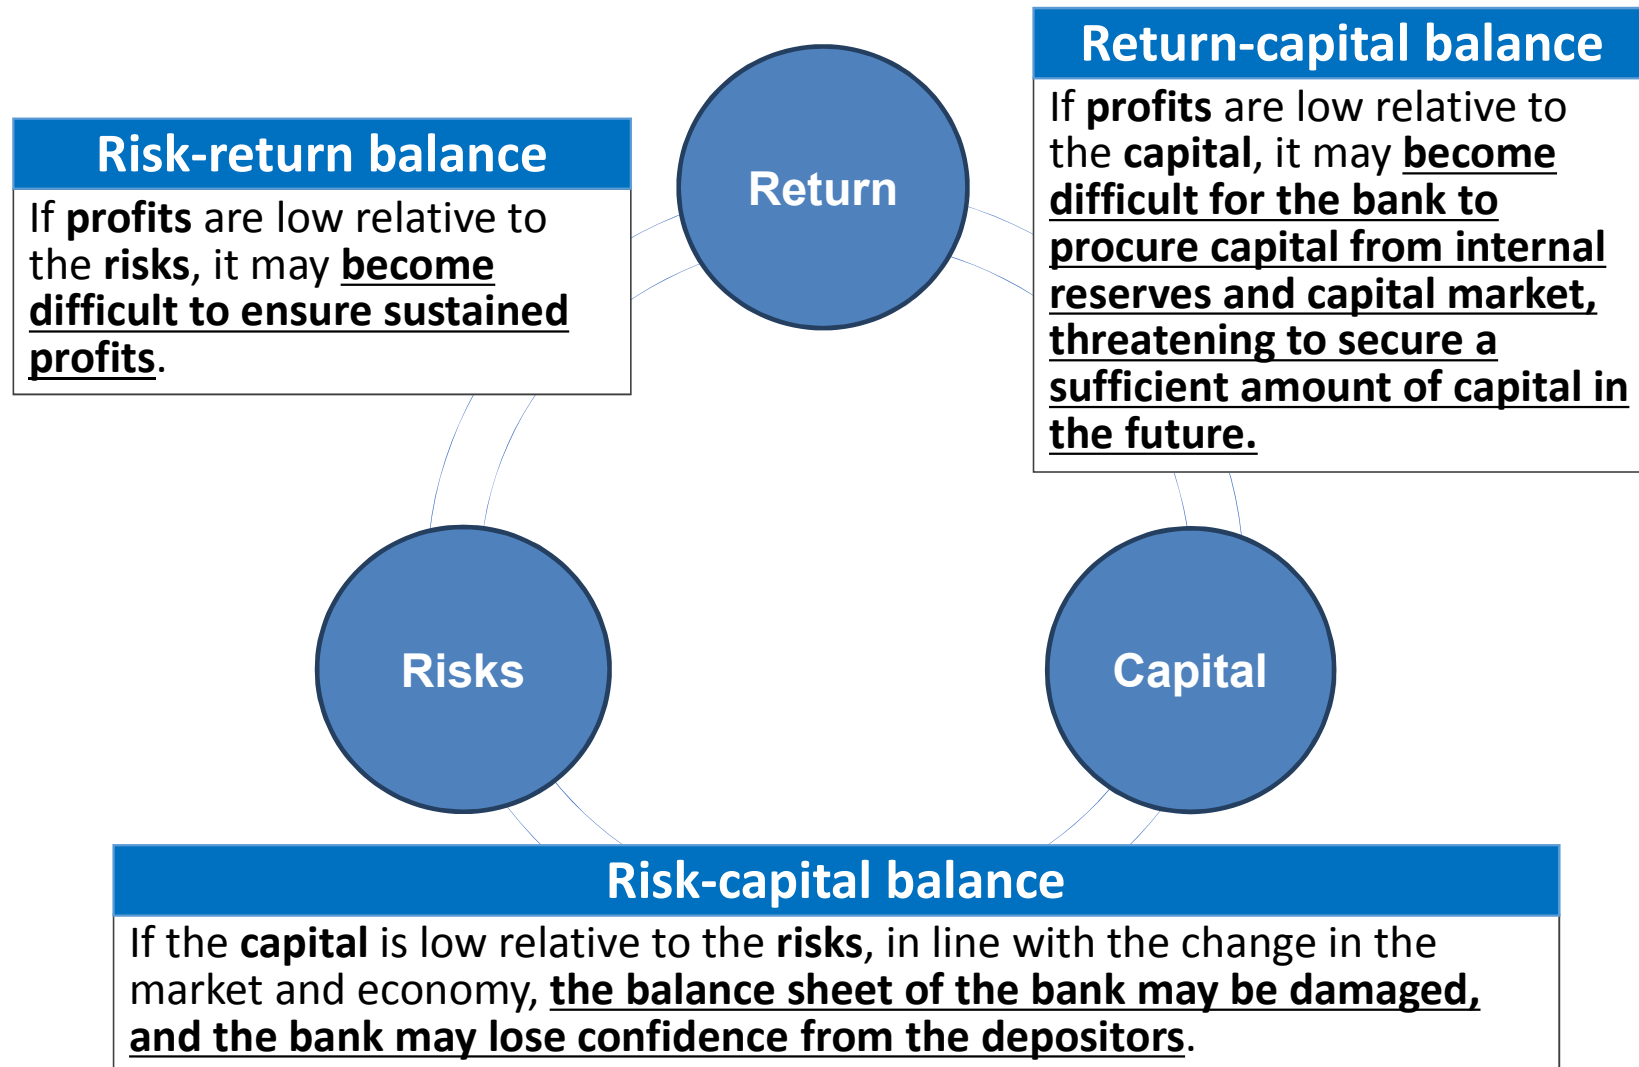 Return-capital balance
If profits are low relative to
the capital, it may become
difficult for the bank to
procure capital from internal
reserves and capital market,
threatening to secure a
sufficient amount of capital in
the future.
Risk-return balance
If profits are low relative to
the risks, it may become
difficult to ensure sustained
profits.
Return
Risks
Capital
Risk-capital balance
If the capital is low relative to the risks, in line with the change in the
market and economy, the balance sheet of the bank may be damaged,
and the bank may lose confidence from the depositors.